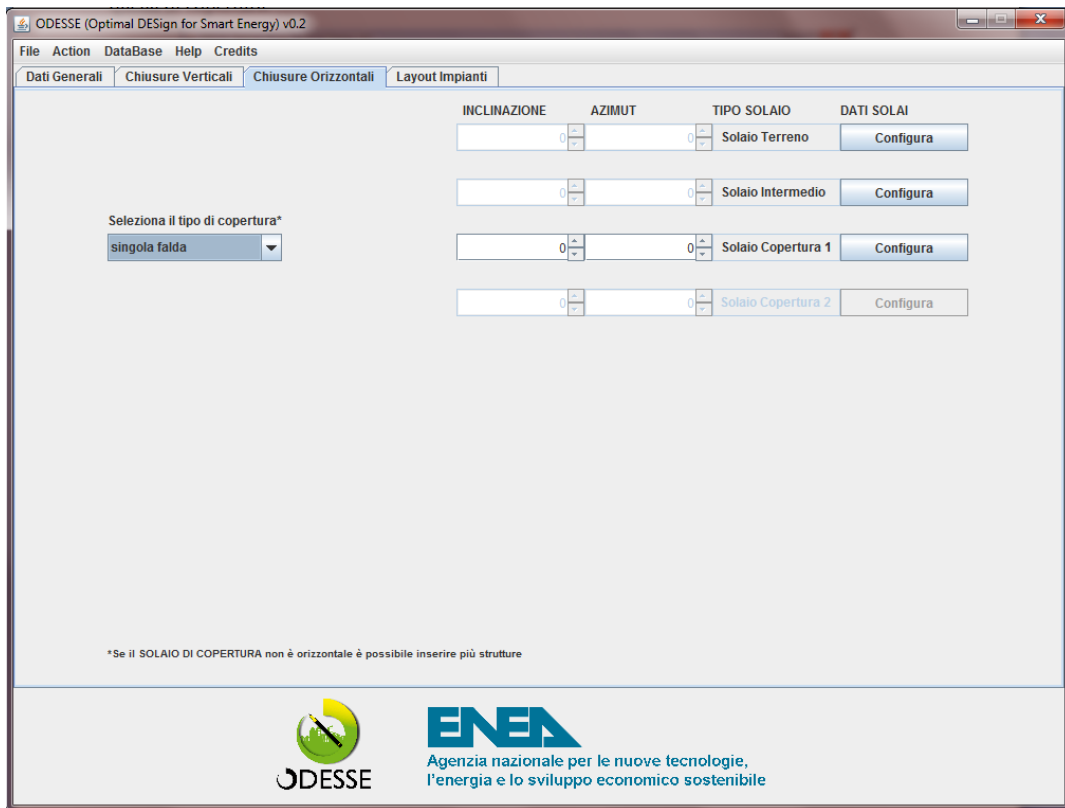 ODESSE (Optimal DESign for Smart Energy) v0.2
File Action DataBase Help Credits
Dati Generali Chiusure Verticali Chiusure Orizzontali Layout Impianti
INCLINAZIONE AZIMUT TIPO SOLAIO DATI SOLAI
0 0 Solaio Terreno Configura
0 0 Solaio Intermedio Configura
Seleziona il tipo di copertura*
singola falda 0 0 Solaio Copertura 1 Configura
0 0 Solaio Copertura 2 Configura
*Se il SOLAIO DI COPERTURA non è orizzontale è possibile inserire più strutture
ODESSE
ENEA
Agenzia nazionale per le nuove tecnologie,
l'energia e lo sviluppo economico sostenibile